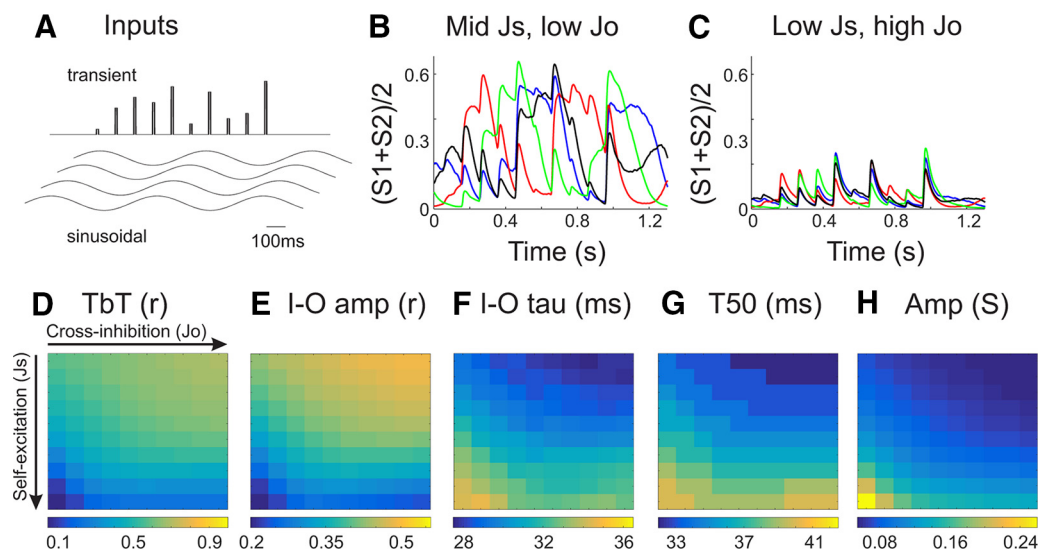 A Inputs
transient
sinusoidal
100ms
B Mid Js, low Jo
(S1+S2)/2
0.6
0.3
0
0 0.4 0.8 1.2
Time (s)
C Low Js, high Jo
(S1+S2)/2
0.6
0.3
0
0 0.4 0.8 1.2
Time (s)
D TbT (r)
Cross-inhibition (Jo)
Self-excitation (Js)
0.1 0.5 0.9
E I-O amp (r)
0.2 0.35 0.5
F I-O tau (ms)
28 32 36
G T50 (ms)
33 37 41
H Amp (S)
0.08 0.16 0.24